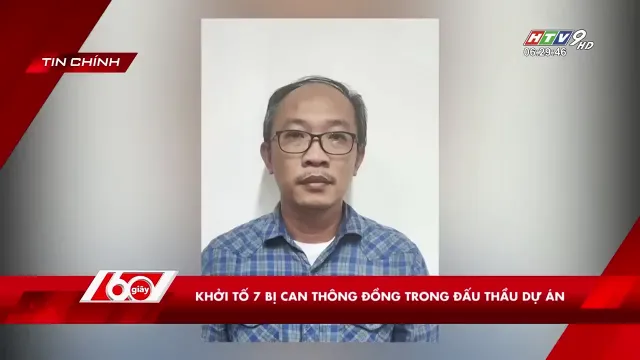 TIN CHÍNH
HTV9 HD
06:29:46
60 giây
KHỞI TỐ 7 BỊ CAN THÔNG ĐỒNG TRONG ĐẤU THẦU DỰ ÁN